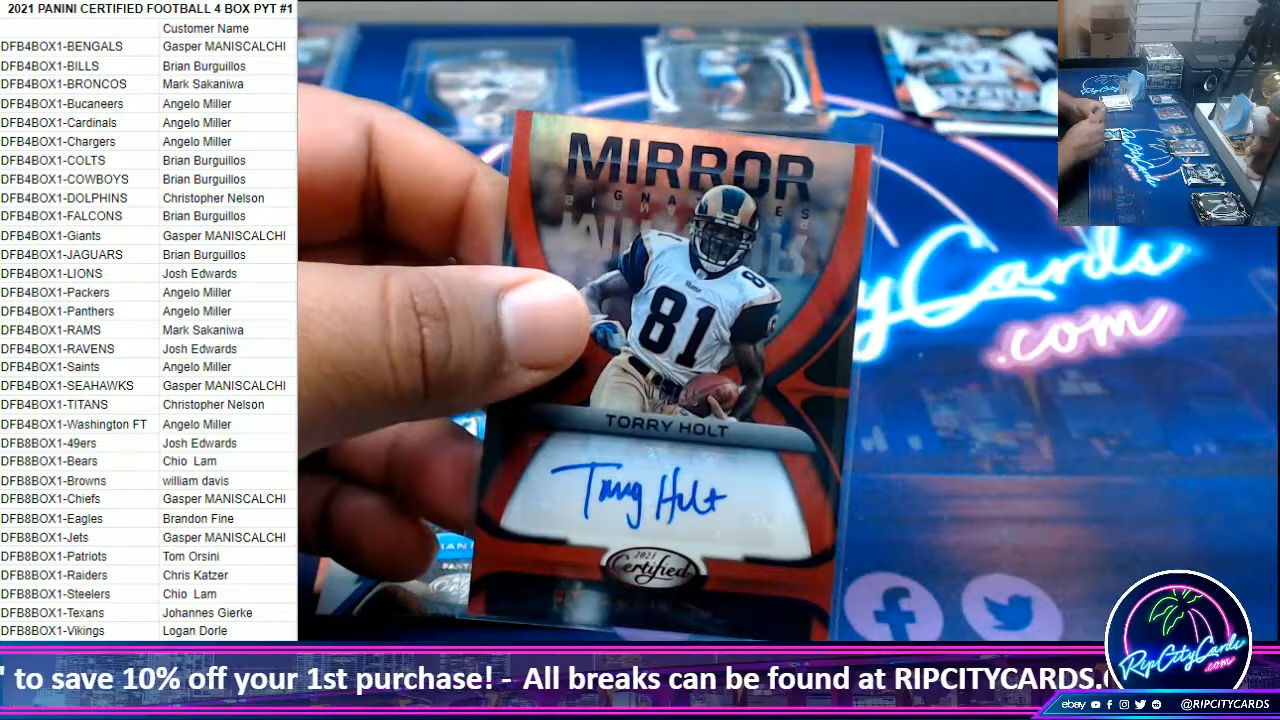 2021 PANINI CERTIFIED FOOTBALL 4 BOX PYT #1
Customer Name
DFB4BOX1-BENGALS Gasper MANISCALCHI
DFB4BOX1-BILLS Brian Burguillos
DFB4BOX1-BRONCOS Mark Sakaniwa
DFB4BOX1-Bucaneers Angelo Miller
DFB4BOX1-Cardinals Angelo Miller
DFB4BOX1-Chargers Angelo Miller
DFB4BOX1-COLTS Brian Burguillos
DFB4BOX1-COWBOYS Brian Burguillos
DFB4BOX1-DOLPHINS Christopher Nelson
DFB4BOX1-FALCONS Brian Burguillos
DFB4BOX1-Giants Gasper MANISCALCHI
DFB4BOX1-JAGUARS Brian Burguillos
DFB4BOX1-LIONS Josh Edwards
DFB4BOX1-Packers Angelo Miller
DFB4BOX1-Panthers Angelo Miller
DFB4BOX1-RAMS Mark Sakaniwa
DFB4BOX1-RAVENS Josh Edwards
DFB4BOX1-Saints Angelo Miller
DFB4BOX1-SEAHAWKS Gasper MANISCALCHI
DFB4BOX1-TITANS Christopher Nelson
DFB4BOX1-Washington FT Angelo Miller
DFB8BOX1-49ers Josh Edwards
DFB8BOX1-Bears Chio Lam
DFB8BOX1-Browns william davis
DFB8BOX1-Chiefs Gasper MANISCALCHI
DFB8BOX1-Eagles Brandon Fine
DFB8BOX1-Jets Gasper MANISCALCHI
DFB8BOX1-Patriots Tom Orsini
DFB8BOX1-Raiders Chris Katzer
DFB8BOX1-Steelers Chio Lam
DFB8BOX1-Texans Johannes Gierke
DFB8BOX1-Vikings Logan Dorle
MIRROR
SIGNATURES
81
81
TORRY HOLT
Torry Holt
2021
Certified
yCards
.com
' to save 10% off your 1st purchase! - All breaks can be found at RIPCITYCARDS.
RipCityCards
.com
ebay @RIPCITYCARDS